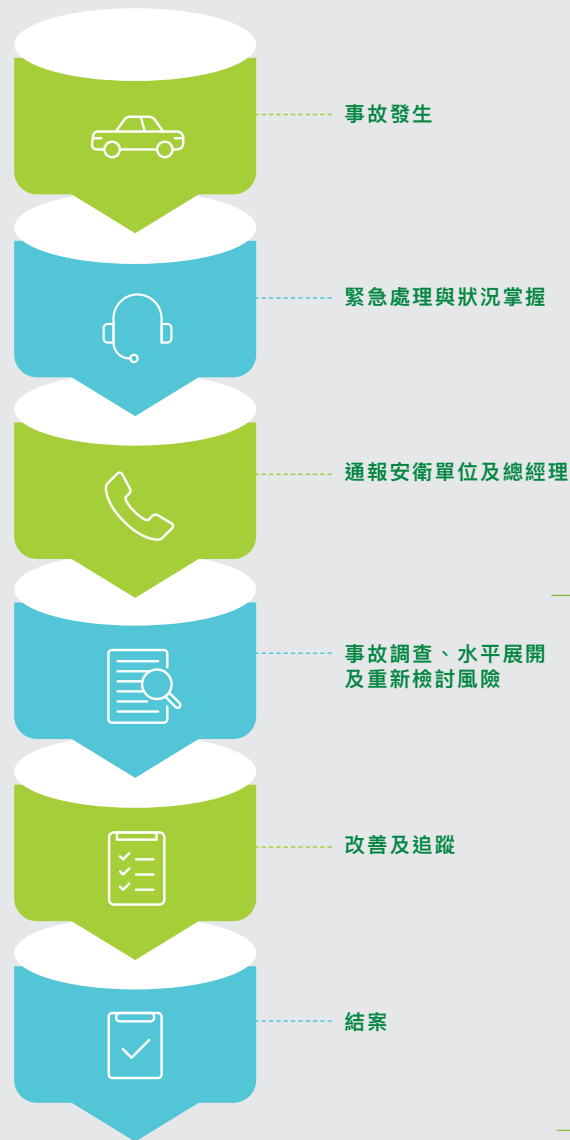 事故發生
緊急處理與狀況掌握
通報安衛單位及總經理
事故調查、水平展開
及重新檢討風險
改善及追蹤
結案